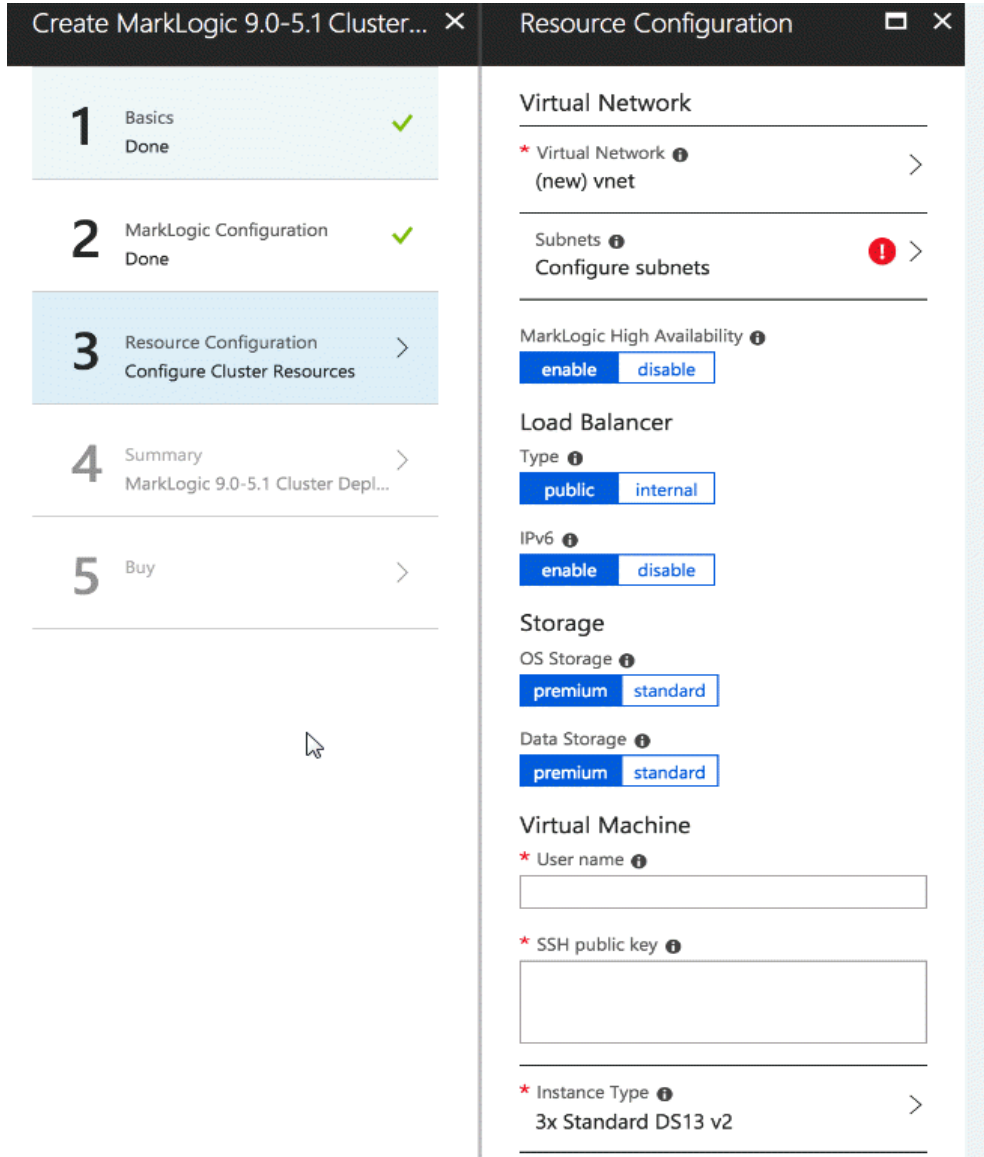 Create MarkLogic 9.0-5.1 Cluster...
1
Basics
Done
2
MarkLogic Configuration
Done
3
Resource Configuration
Configure Cluster Resources
4
Summary
MarkLogic 9.0-5.1 Cluster Depl...
5
Buy
Resource Configuration
Virtual Network
* Virtual Network
(new) vnet
Subnets
Configure subnets
MarkLogic High Availability
enable disable
Load Balancer
Type
public internal
IPv6
enable disable
Storage
OS Storage
premium standard
Data Storage
premium standard
Virtual Machine
* User name
* SSH public key
* Instance Type
3x Standard DS13 v2